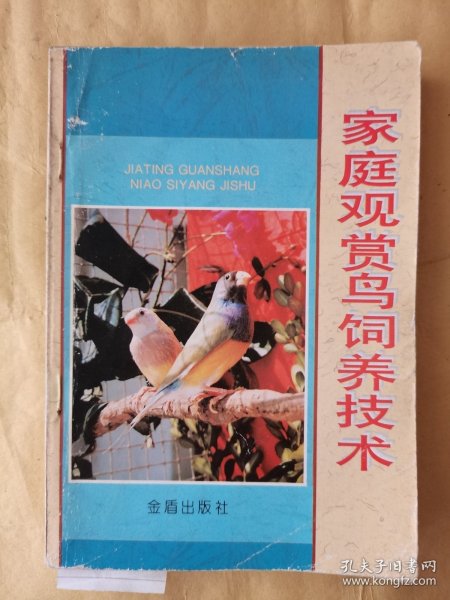 家庭观赏鸟饲养技术
JIATING GUANSHANG
NIAO SIYANG JISHU
金盾出版社
孔夫子旧书网
www.kongfz.com